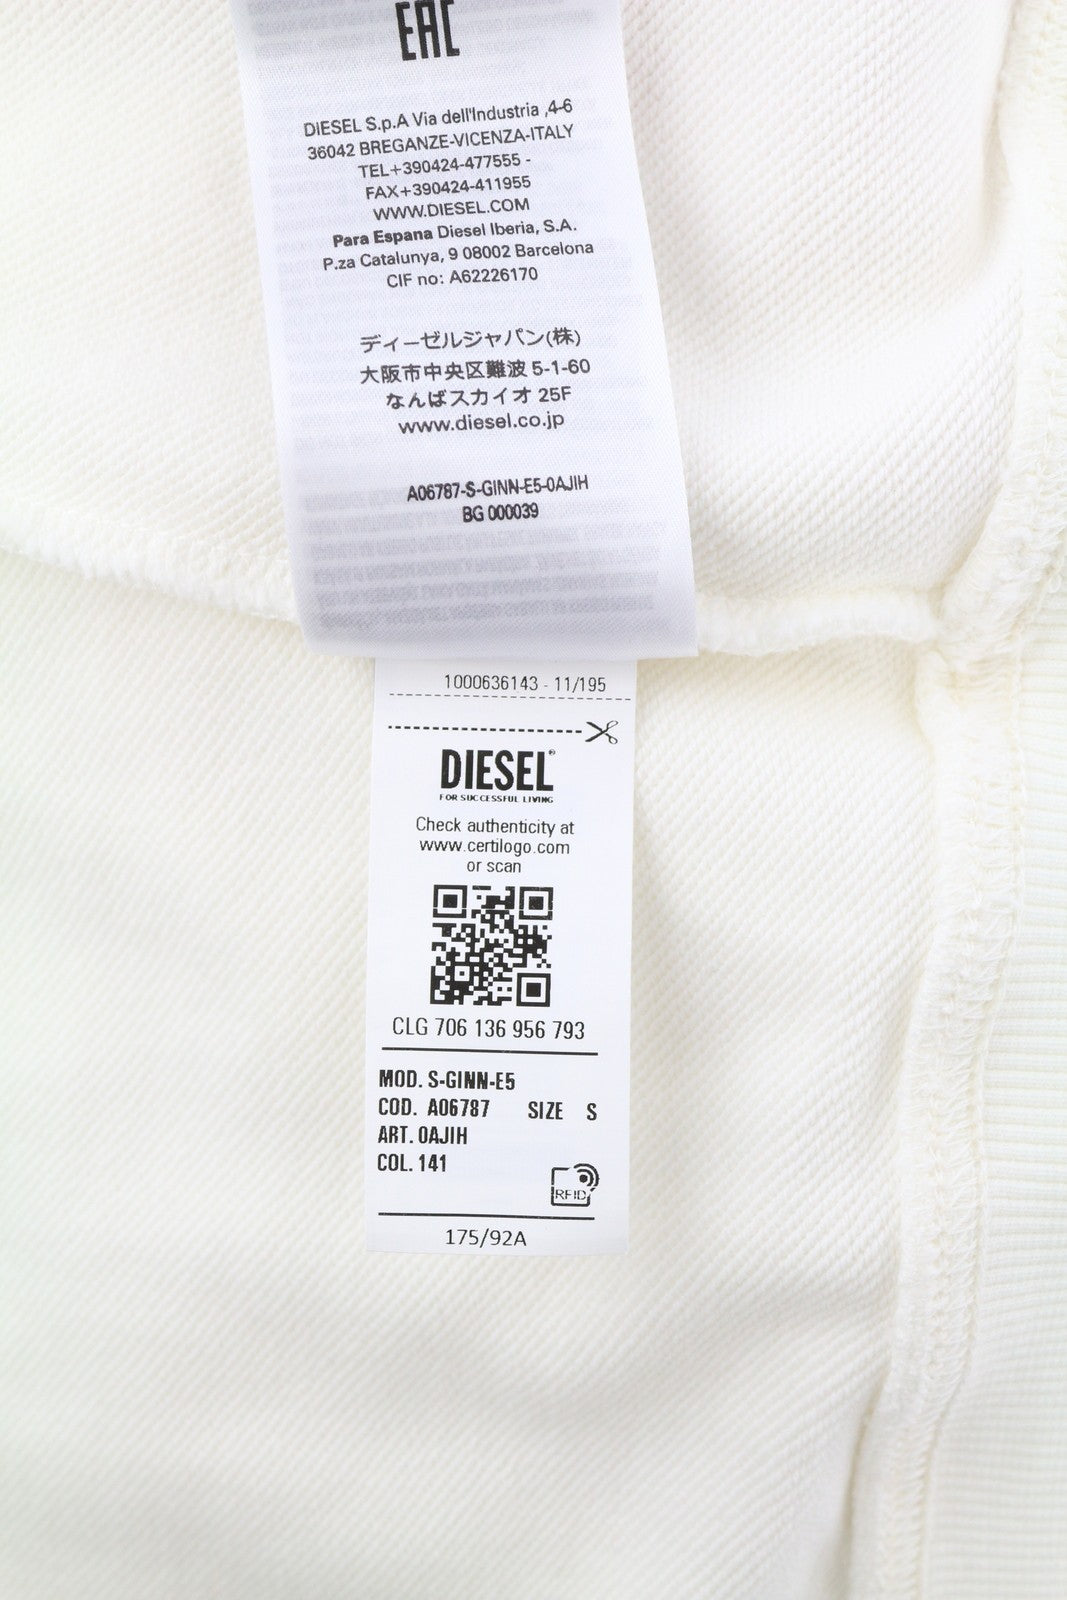 EAC
DIESEL S.p.A Via dell'Industria ,4-6
36042 BREGANZE-VICENZA-ITALY
TEL+390424-477555 -
FAX+390424-411955
WWW.DIESEL.COM
Para Espana Diesel Iberia, S.A.
P.za Catalunya, 9 08002 Barcelona
CIF no: A62226170
ディーゼルジャパン(株)
大阪市中央区難波 5-1-60
なんばスカイオ 25F
www.diesel.co.jp
A06787-S-GINN-E5-0AJIH
BG 000039
1000636143 - 11/195
DIESEL®
FOR SUCCESSFUL LIVING
Check authenticity at
www.certilogo.com
or scan
CLG 706 136 956 793
MOD. S-GINN-E5
COD. A06787 SIZE S
ART. 0AJIH
COL. 141
RFID
175/92A